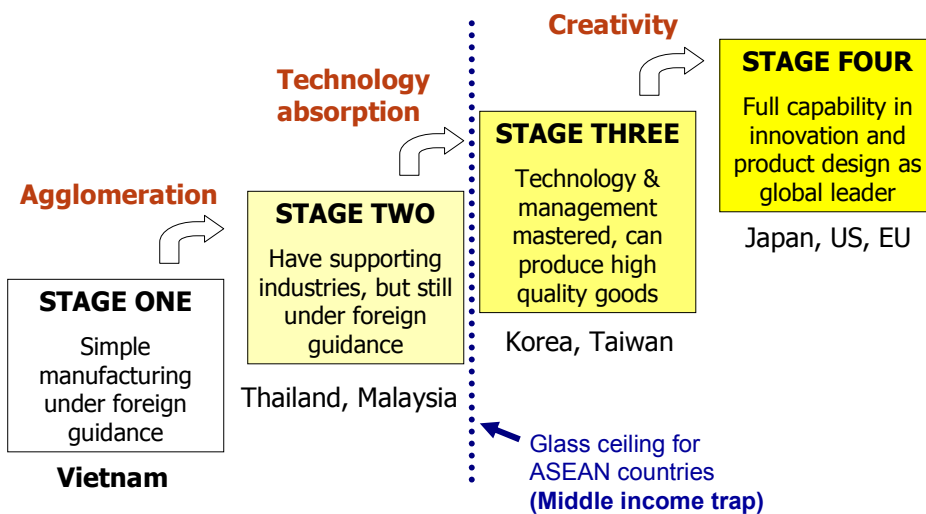 Agglomeration
STAGE ONE
Simple
manufacturing
under foreign
guidance
Vietnam
Technology
absorption
STAGE TWO
Have supporting
industries, but still
under foreign
guidance
Thailand, Malaysia
Creativity
STAGE THREE
Technology &
management
mastered, can
produce high
quality goods
Korea, Taiwan
STAGE FOUR
Full capability in
innovation and
product design as
global leader
Japan, US, EU
Glass ceiling for
ASEAN countries
(Middle income trap)